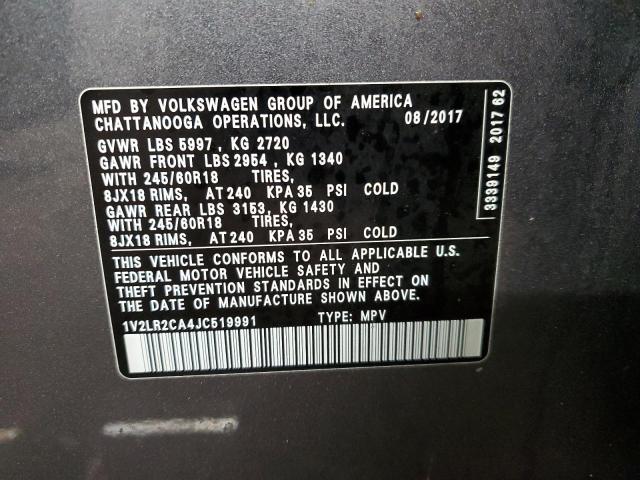 MFD BY VOLKSWAGEN GROUP OF AMERICA
CHATTANOOGA OPERATIONS, LLC. 08/2017
GVWR LBS 5997 , KG 2720
GAWR FRONT LBS 2954 , KG 1340
WITH 245/60R18 TIRES,
8JX18 RIMS, AT 240 KPA 35 PSI COLD
GAWR REAR LBS 3153, KG 1430
WITH 245/60R18 TIRES,
8JX18 RIMS, AT 240 KPA 35 PSI COLD
THIS VEHICLE CONFORMS TO ALL APPLICABLE U.S.
FEDERAL MOTOR VEHICLE SAFETY AND
THEFT PREVENTION STANDARDS IN EFFECT ON
THE DATE OF MANUFACTURE SHOWN ABOVE.
1V2LR2CA4JC519991 TYPE: MPV
3339149 2017 62